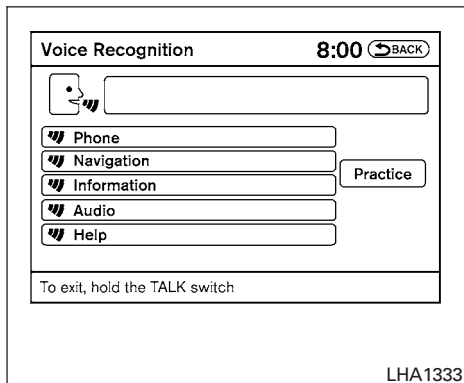 Voice Recognition 8:00 BACK
Phone
Navigation
Information
Audio
Help
Practice
To exit, hold the TALK switch
LHA1333